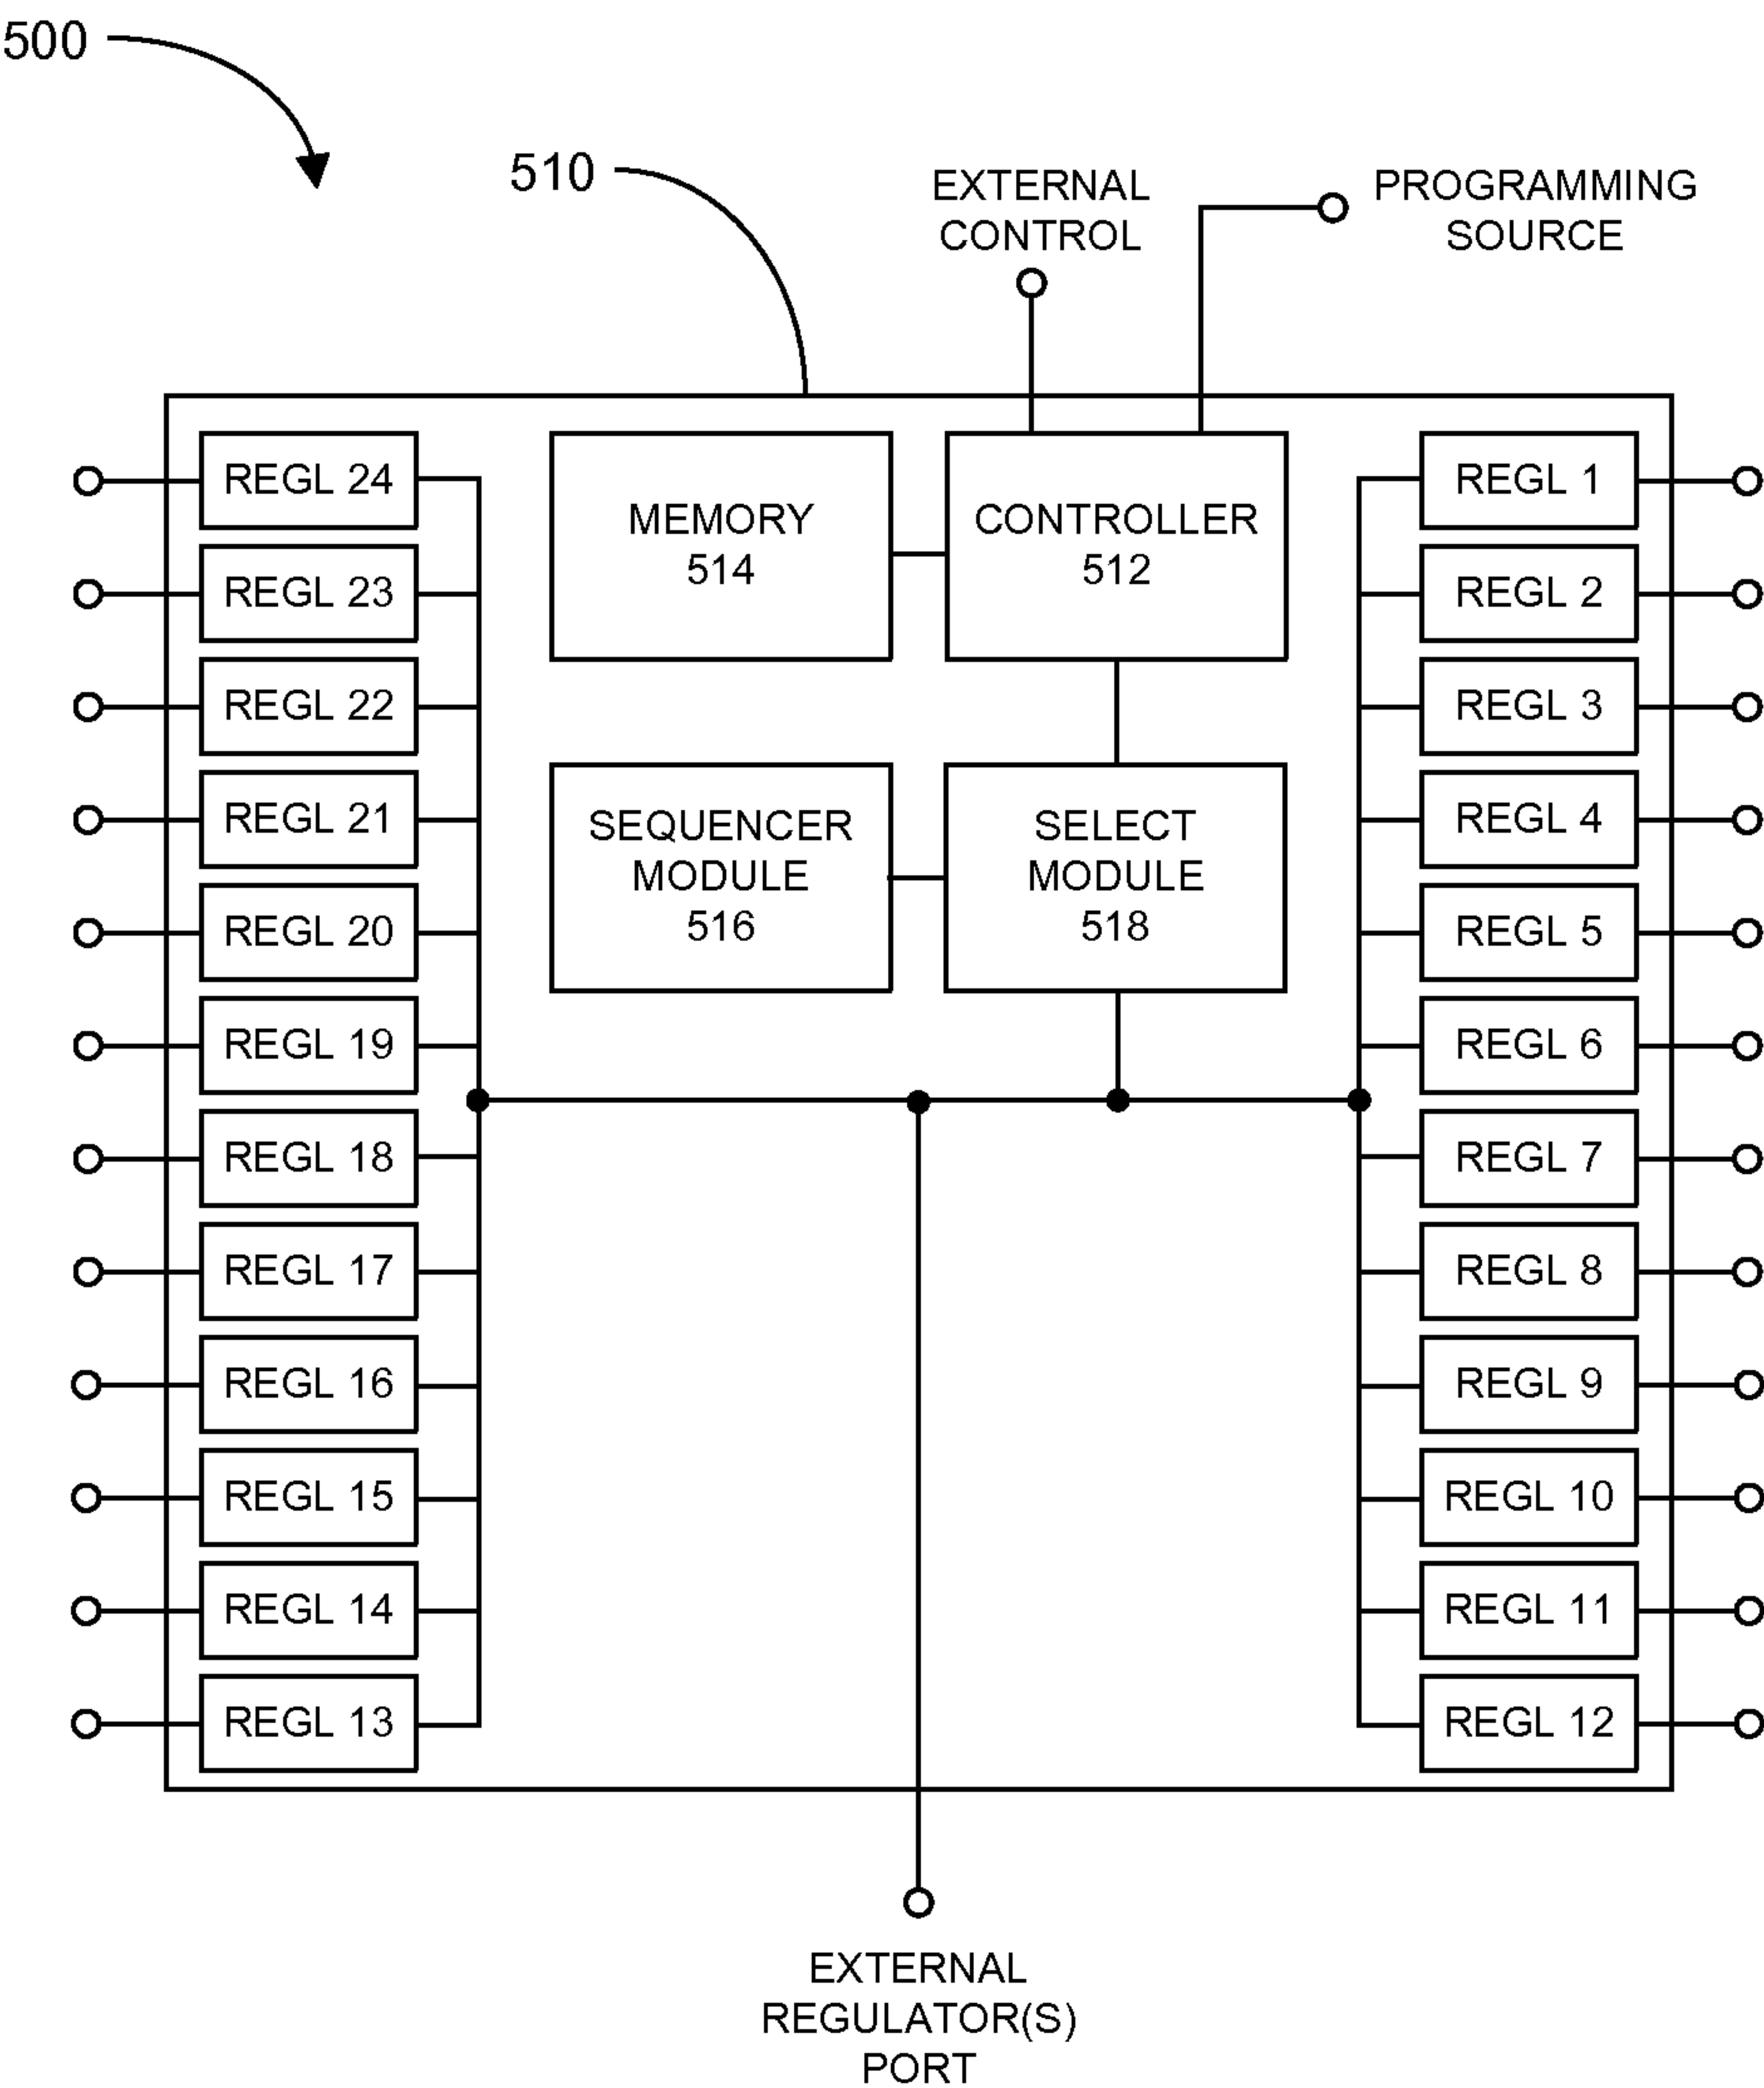 500
510
EXTERNAL
CONTROL
PROGRAMMING
SOURCE
REGL 24
REGL 23
REGL 22
REGL 21
REGL 20
REGL 19
REGL 18
REGL 17
REGL 16
REGL 15
REGL 14
REGL 13
MEMORY
514
CONTROLLER
512
SEQUENCER
MODULE
516
SELECT
MODULE
518
REGL 1
REGL 2
REGL 3
REGL 4
REGL 5
REGL 6
REGL 7
REGL 8
REGL 9
REGL 10
REGL 11
REGL 12
EXTERNAL
REGULATOR(S)
PORT